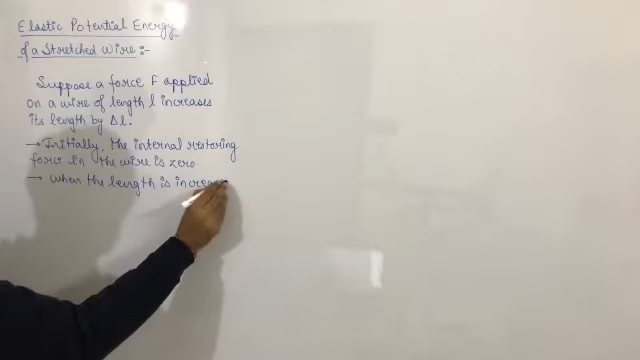 Elastic Potential Energy
of a Stretched Wire :-
Suppose a force F applied
on a wire of length l increases
its length by Δl.
→ Initially, the internal restoring
force in the wire is zero.
→ When the length is increa